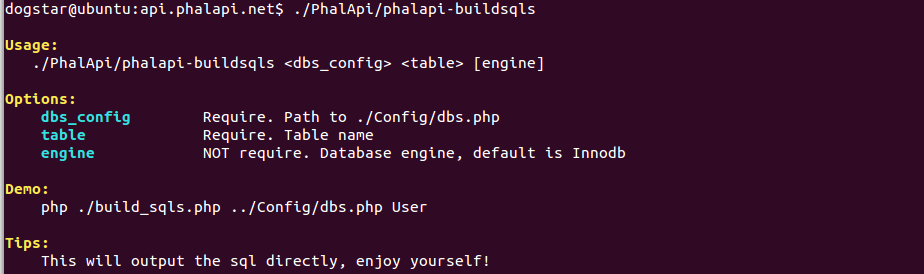 dogstar@ubuntu:api.phalapi.net$ ./PhalApi/phalapi-buildsqls
Usage:
./PhalApi/phalapi-buildsqls <dbs_config> <table> [engine]
Options:
dbs_config Require. Path to ./Config/dbs.php
table Require. Table name
engine NOT require. Database engine, default is Innodb
Demo:
php ./build_sqls.php ../Config/dbs.php User
Tips:
This will output the sql directly, enjoy yourself!